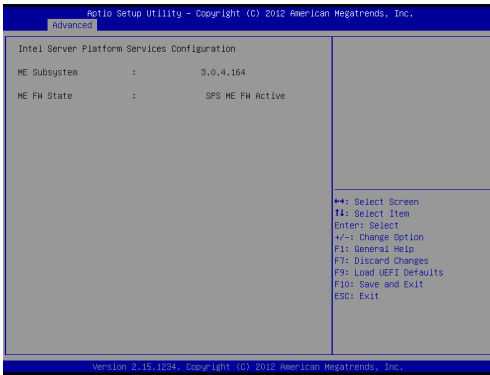 Aptio Setup Utility – Copyright (C) 2012 American Megatrends, Inc.
Advanced
Intel Server Platform Services Configuration
ME Subsystem : 3.0.4.164
ME FW State : SPS ME FW Active
↔: Select Screen
↑↓: Select Item
Enter: Select
+/-: Change Option
F1: General Help
F7: Discard Changes
F9: Load UEFI Defaults
F10: Save and Exit
ESC: Exit
Version 2.15.1234. Copyright (C) 2012 American Megatrends, Inc.